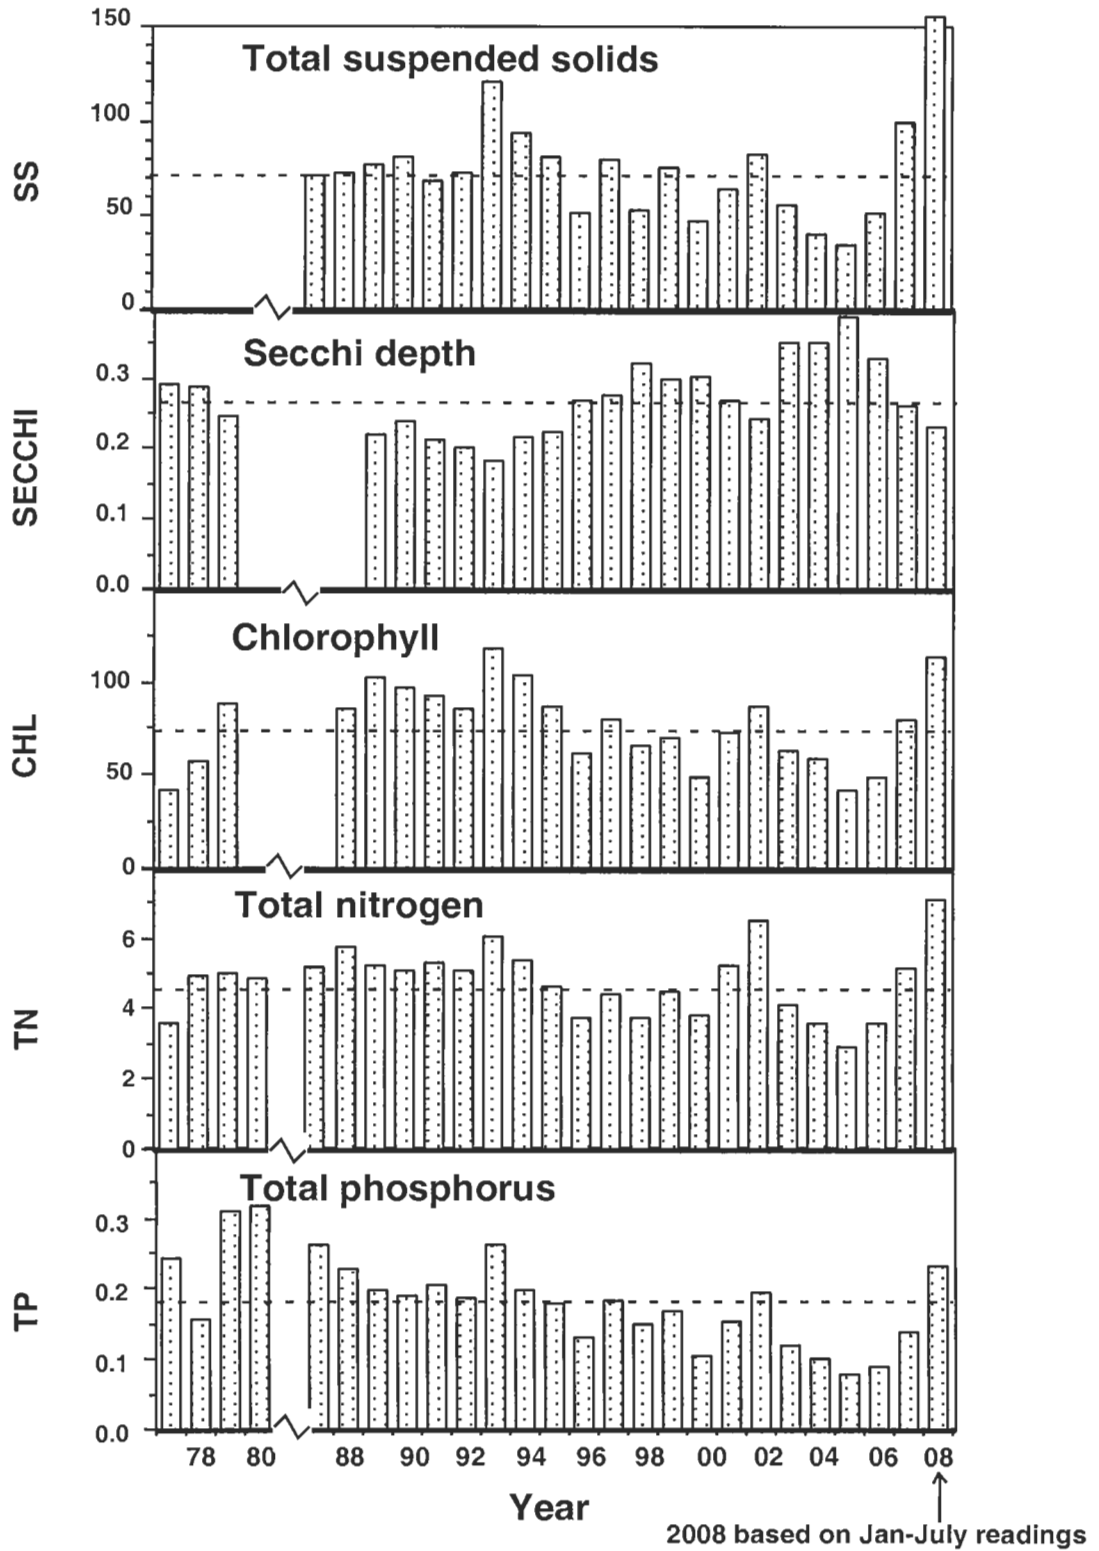 Total suspended solids
SS
150
100
50
0
Secchi depth
SECCHI
0.3
0.2
0.1
0.0
Chlorophyll
CHL
100
50
0
Total nitrogen
TN
6
4
2
0
Total phosphorus
TP
0.3
0.2
0.1
0.0
78 80 88 90 92 94 96 98 00 02 04 06 08
Year
2008 based on Jan-July readings